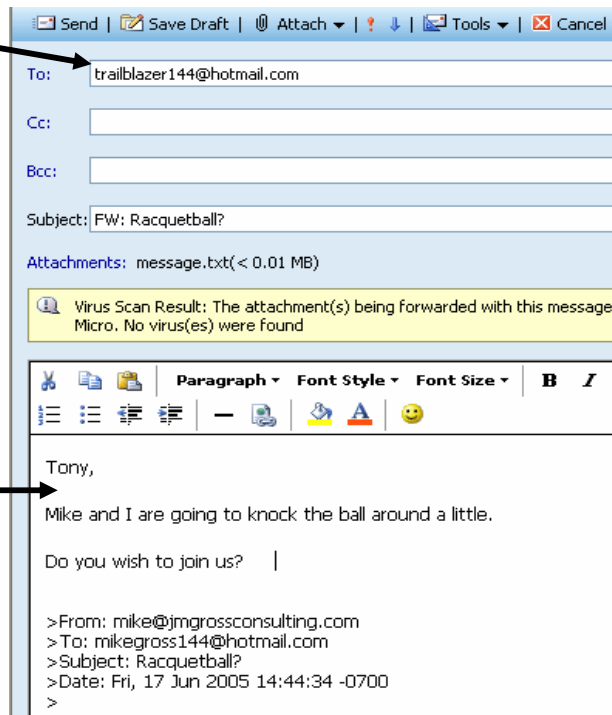 Send | Save Draft | Attach | Tools | Cancel
To: trailblazer144@hotmail.com
Cc:
Bcc:
Subject: FW: Racquetball?
Attachments: message.txt(< 0.01 MB)
Virus Scan Result: The attachment(s) being forwarded with this message
Micro. No virus(es) were found
Paragraph Font Style Font Size B I
Tony,
Mike and I are going to knock the ball around a little.
Do you wish to join us?
>From: mike@jmgrossconsulting.com
>To: mikegross144@hotmail.com
>Subject: Racquetball?
>Date: Fri, 17 Jun 2005 14:44:34 -0700
>